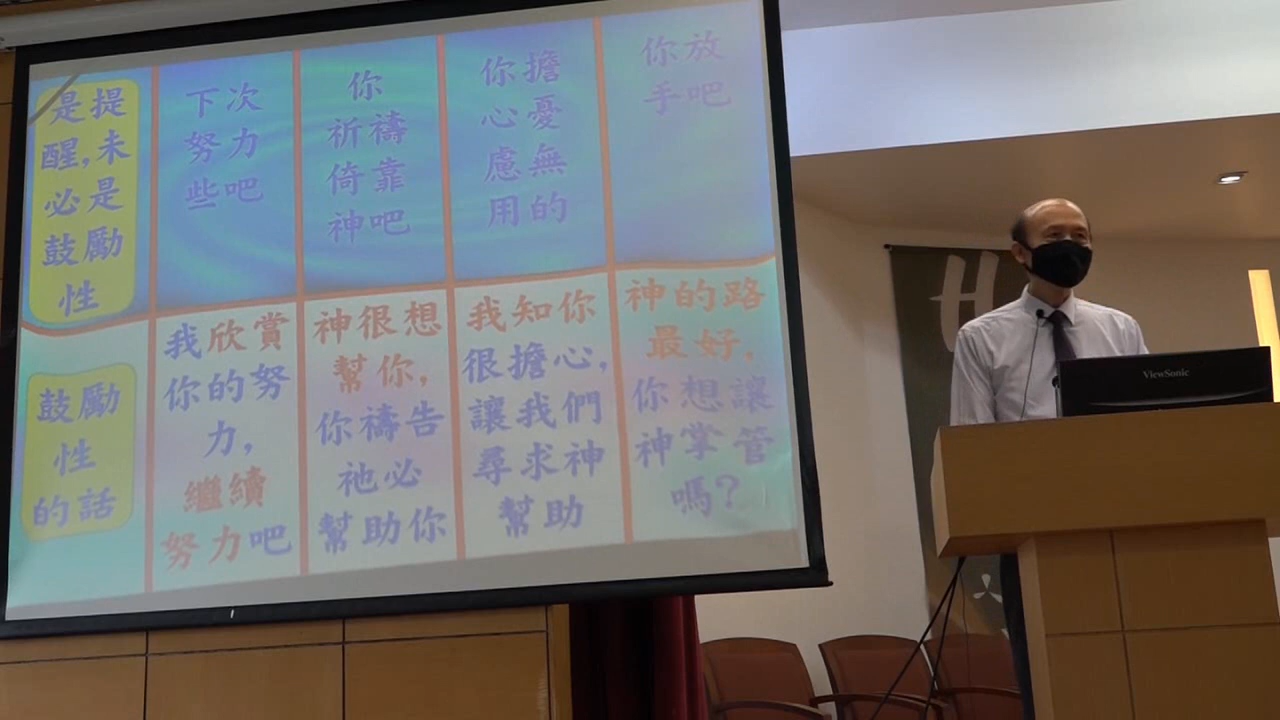 是提
醒,未
必是
鼓勵
性
下次
努力
些吧
你
祈禱
倚靠
神吧
你擔
心憂
慮無
用的
你放
手吧
鼓勵
性
的話
我欣賞
你的努
力,
繼續
努力吧
神很想
幫你,
你禱告
祂必
幫助你
我知你
很擔心,
讓我們
尋求神
幫助
神的路
最好,
你想讓
神掌管
嗎?
ViewSonic
H